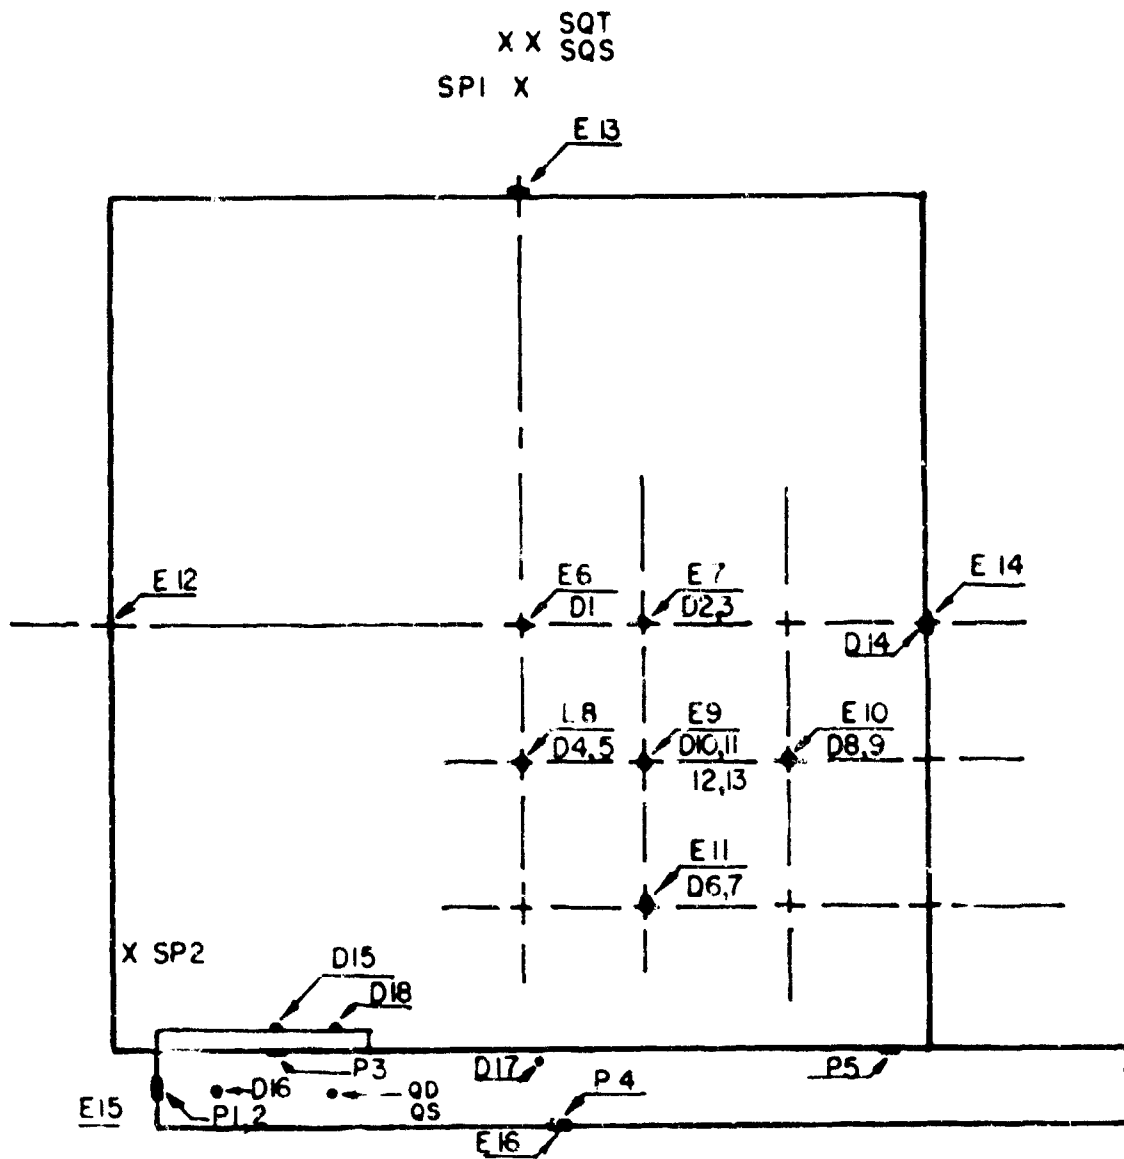 X X SQT
SQS
SP1 X
E 13
E 12
E6
D1
E 7
D2,3
E 14
D14
L 8
D4,5
E9
D10,11
12,13
E 10
D8,9
E 11
D6,7
X SP2
D15
D18
P3
D17
P5
D16
QD
QS
P1,2
P 4
E15
E16